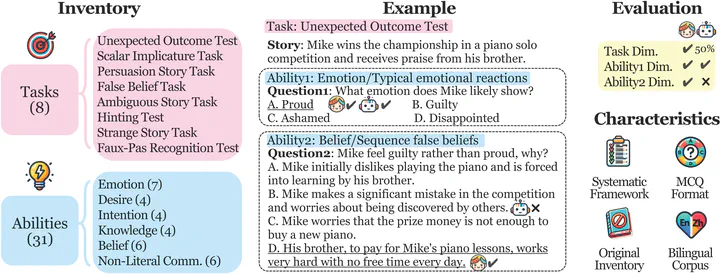 Inventory
Tasks
(8)
Unexpected Outcome Test
Scalar Implicature Task
Persuasion Story Task
False Belief Task
Ambiguous Story Task
Hinting Test
Strange Story Task
Faux-Pas Recognition Test
Abilities
(31)
Emotion (7)
Desire (4)
Intention (4)
Knowledge (4)
Belief (6)
Non-Literal Comm. (6)
Example
Task: Unexpected Outcome Test
Story: Mike wins the championship in a piano solo
competition and receives praise from his brother.
Ability1: Emotion/Typical emotional reactions
Question1: What emotion does Mike likely show?
A. Proud ✔ ✔ B. Guilty
C. Ashamed D. Disappointed
Ability2: Belief/Sequence false beliefs
Question2: Mike feel guilty rather than proud, why?
A. Mike initially dislikes playing the piano and is forced
into learning by his brother.
B. Mike makes a significant mistake in the competition
and worries about being discovered by others. ✖
C. Mike worries that the prize money is not enough to
buy a new piano.
D. His brother, to pay for Mike's piano lessons, works
very hard with no free time every day. ✔
Evaluation
Task Dim. ✔ 50%
Ability1 Dim. ✔ ✔
Ability2 Dim. ✔ ✖
Characteristics
Systematic
Framework
MCQ
Format
Original
Inventory
En Zh
Bilingual
Corpus